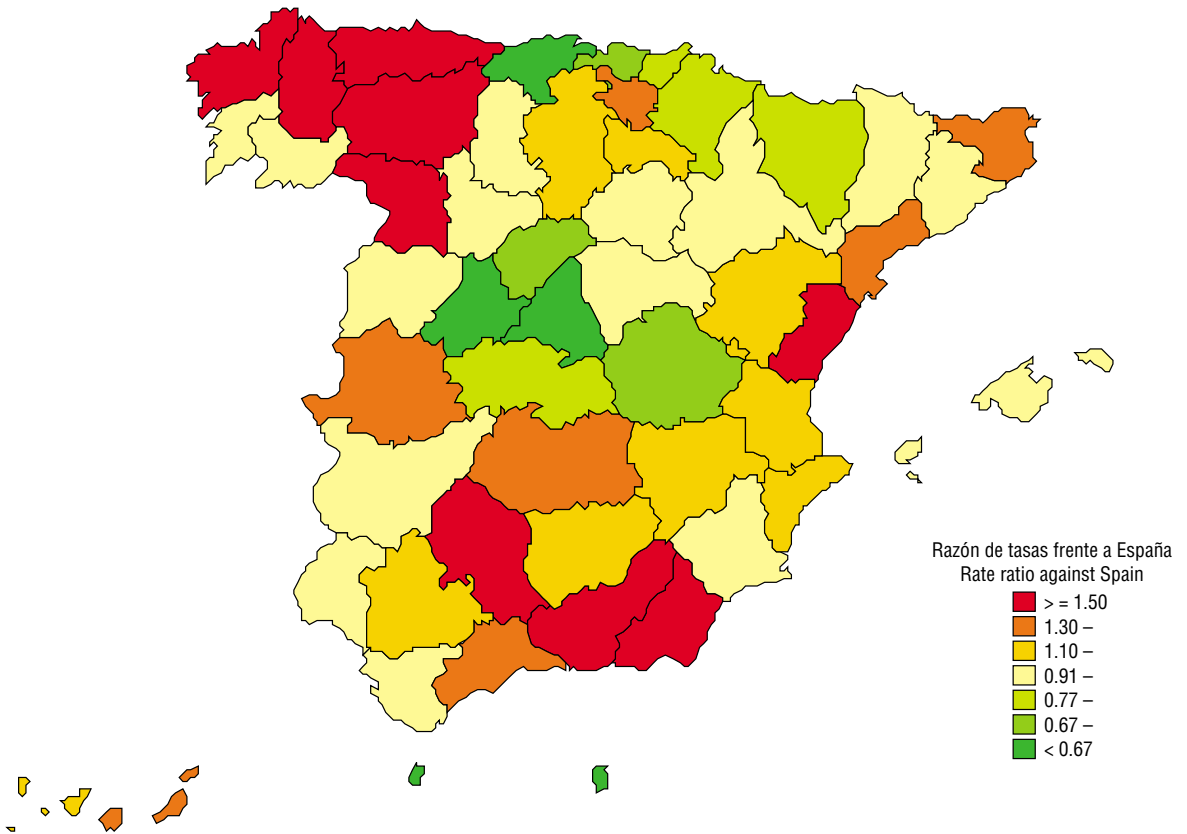 Razón de tasas frente a España
Rate ratio against Spain
> = 1.50
1.30 –
1.10 –
0.91 –
0.77 –
0.67 –
< 0.67